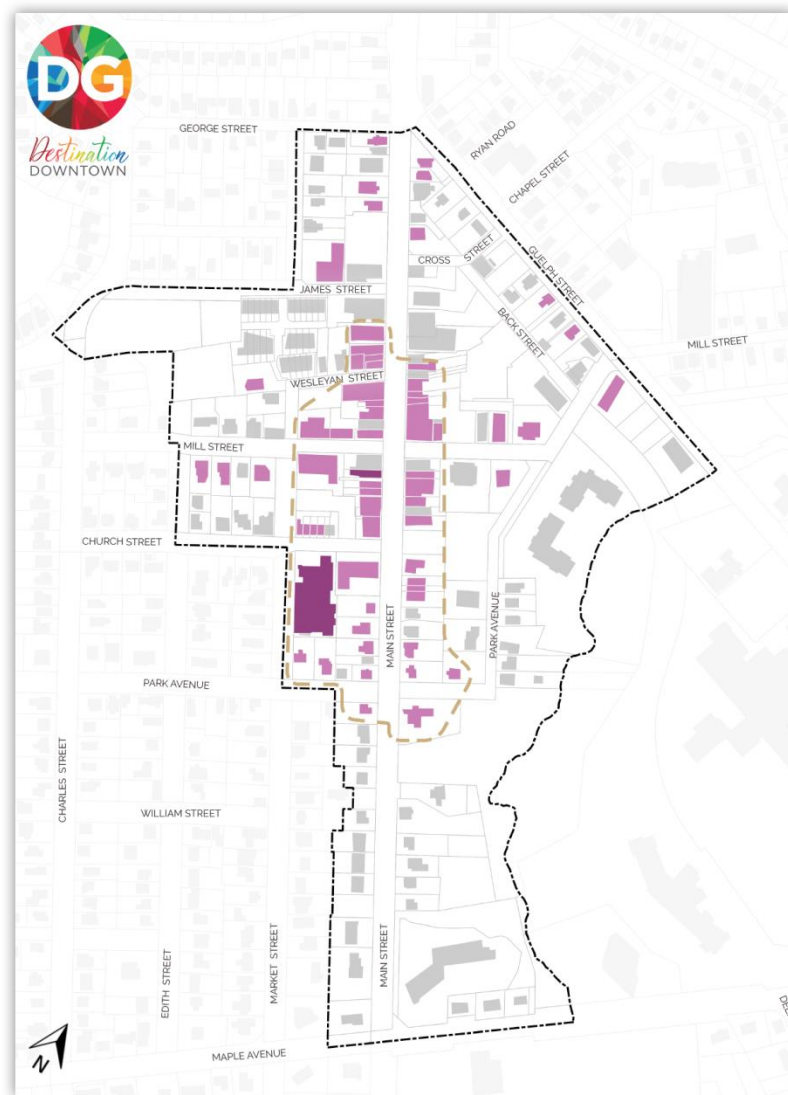 DG
Destination
DOWNTOWN
GEORGE STREET
RYAN ROAD
CHAPEL STREET
CROSS
STREET
GUELPH STREET
JAMES STREET
BACK STREET
MILL STREET
WESLEYAN STREET
MILL STREET
CHURCH STREET
MAIN STREET
PARK AVENUE
PARK AVENUE
CHARLES STREET
WILLIAM STREET
EDITH STREET
MARKET STREET
MAIN STREET
MAPLE AVENUE
N